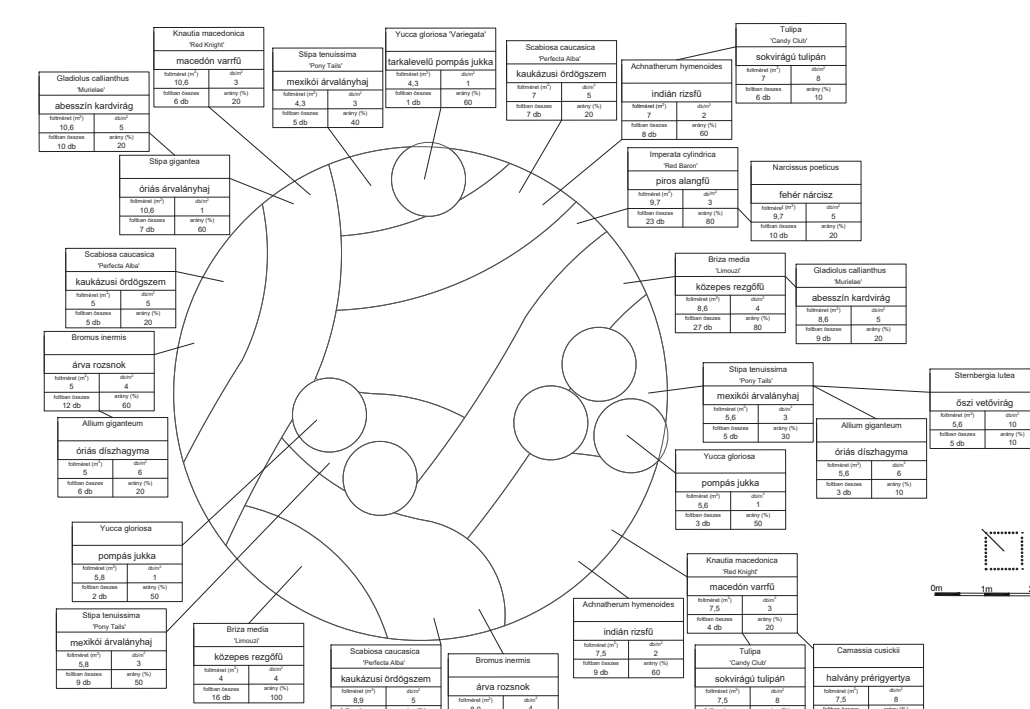 Knautia macedonica
'Red Knight'
macedón varrfű
foltméret (m²) db/m²
10,6 3
foltban összes arány (%)
6 db 20
Stipa tenuissima
'Pony Tails'
mexikói árvalányhaj
foltméret (m²) db/m²
4,3 3
foltban összes arány (%)
5 db 40
Yucca gloriosa 'Variegata'
tarkalevelű pompás jukka
foltméret (m²) db/m²
4,3 1
foltban összes arány (%)
1 db 60
Scabiosa caucasica
'Perfecta Alba'
kaukázusi ördögszem
foltméret (m²) db/m²
7 5
foltban összes arány (%)
7 db 20
Achnatherum hymenoides
indián rizsfű
foltméret (m²) db/m²
7 2
foltban összes arány (%)
8 db 60
Tulipa
'Candy Club'
sokvirágú tulipán
foltméret (m²) db/m²
7 8
foltban összes arány (%)
6 db 10
Gladiolus callianthus
'Murielae'
abesszín kardvirág
foltméret (m²) db/m²
10,6 5
foltban összes arány (%)
10 db 20
Stipa gigantea
óriás árvalányhaj
foltméret (m²) db/m²
10,6 1
foltban összes arány (%)
7 db 60
Imperata cylindrica
'Red Baron'
piros alangfű
foltméret (m²) db/m²
9,7 3
foltban összes arány (%)
23 db 80
Narcissus poeticus
fehér nárcisz
foltméret (m²) db/m²
9,7 5
foltban összes arány (%)
10 db 20
Scabiosa caucasica
'Perfecta Alba'
kaukázusi ördögszem
foltméret (m²) db/m²
5 5
foltban összes arány (%)
5 db 20
Briza media
'Limouzi'
közepes rezgőfű
foltméret (m²) db/m²
8,6 4
foltban összes arány (%)
27 db 80
Gladiolus callianthus
'Murielae'
abesszín kardvirág
foltméret (m²) db/m²
8,6 5
foltban összes arány (%)
9 db 20
Bromus inermis
árva rozsnok
foltméret (m²) db/m²
5 4
foltban összes arány (%)
12 db 60
Stipa tenuissima
'Pony Tails'
mexikói árvalányhaj
foltméret (m²) db/m²
5,6 3
foltban összes arány (%)
5 db 30
Sternbergia lutea
őszi vetővirág
foltméret (m²) db/m²
5,6 10
foltban összes arány (%)
5 db 10
Allium giganteum
óriás díszhagyma
foltméret (m²) db/m²
5 6
foltban összes arány (%)
6 db 20
Allium giganteum
óriás díszhagyma
foltméret (m²) db/m²
5,6 6
foltban összes arány (%)
3 db 10
Yucca gloriosa
pompás jukka
foltméret (m²) db/m²
5,6 1
foltban összes arány (%)
3 db 50
Yucca gloriosa
pompás jukka
foltméret (m²) db/m²
5,8 1
foltban összes arány (%)
2 db 50
Knautia macedonica
'Red Knight'
macedón varrfű
foltméret (m²) db/m²
7,5 3
foltban összes arány (%)
4 db 20
0m 1m
Stipa tenuissima
'Pony Tails'
mexikói árvalányhaj
foltméret (m²) db/m²
5,8 3
foltban összes arány (%)
9 db 50
Briza media
'Limouzi'
közepes rezgőfű
foltméret (m²) db/m²
4 4
foltban összes arány (%)
16 db 100
Achnatherum hymenoides
indián rizsfű
foltméret (m²) db/m²
7,5 2
foltban összes arány (%)
9 db 60
Scabiosa caucasica
'Perfecta Alba'
kaukázusi ördögszem
foltméret (m²) db/m²
8,9 5
Bromus inermis
árva rozsnok
foltméret (m²) db/m²
8,9 4
Tulipa
'Candy Club'
sokvirágú tulipán
foltméret (m²) db/m²
7,5 8
Camassia cusickii
halvány prérigyertya
foltméret (m²) db/m²
7,5 8